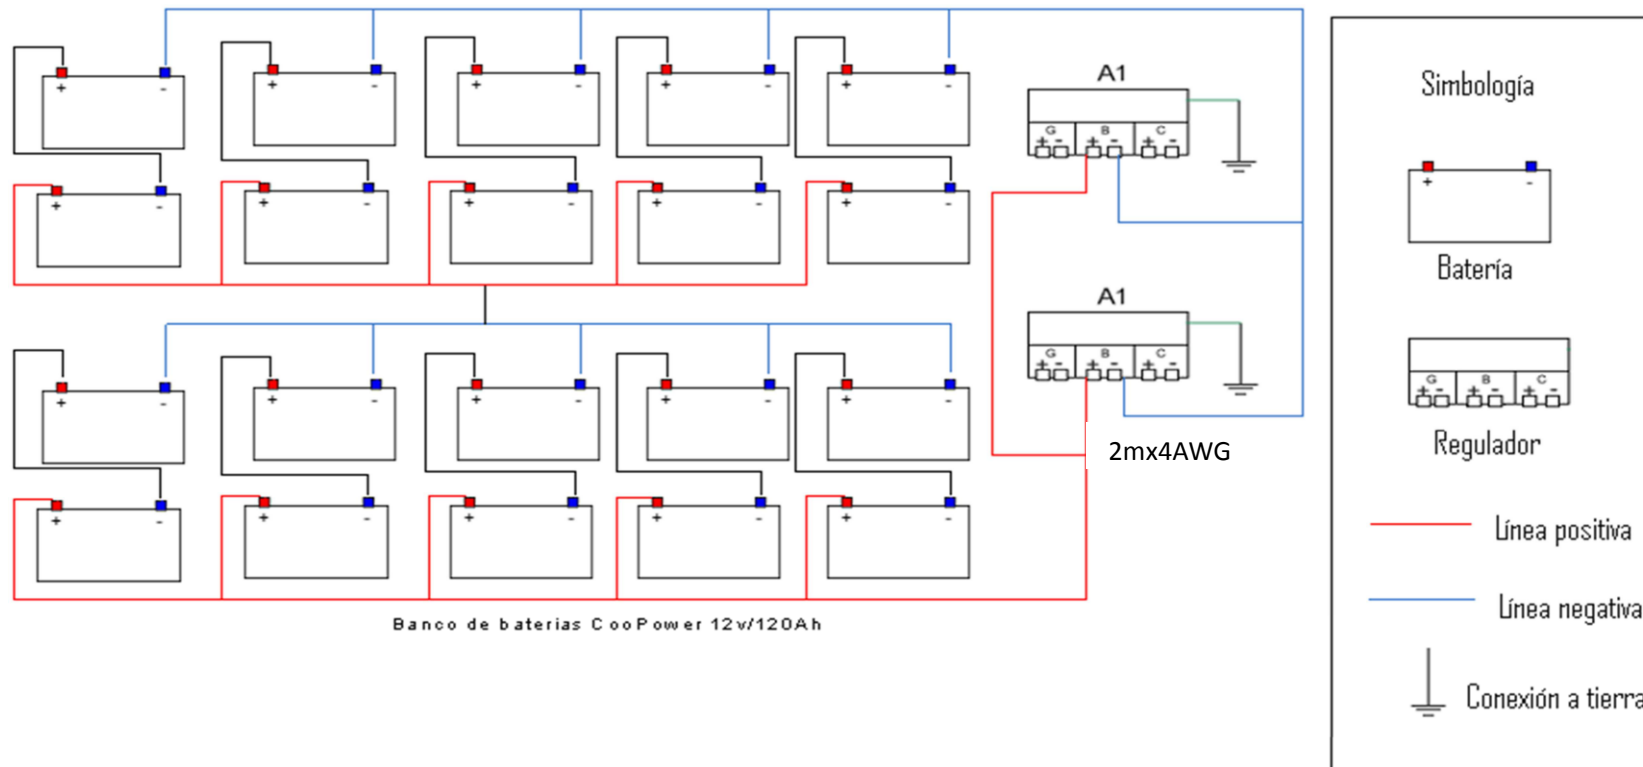 A1
G B C
+ - + - + -
A1
G B C
+ - + - + -
2mx4AWG
+ - + - + - + - + -
+ - + - + - + - + -
+ - + - + - + - + -
+ - + - + - + - + -
Banco de baterias CooPower 12v/120Ah
Simbología
+ -
Batería
G B C
+ - + - + -
Regulador
Línea positiva
Línea negativa
Conexión a tierra